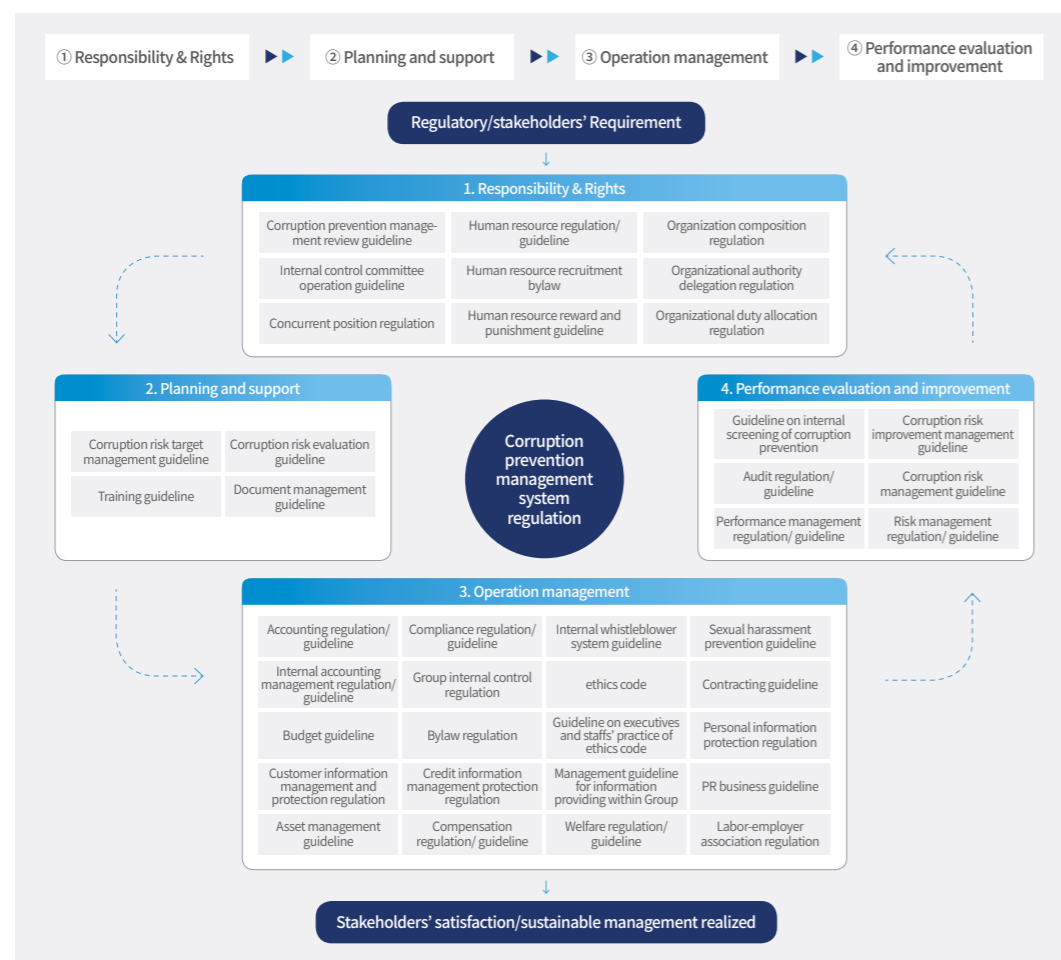 ① Responsibility & Rights
② Planning and support
③ Operation management
④ Performance evaluation
and improvement
Regulatory/stakeholders’ Requirement
1. Responsibility & Rights
Corruption prevention manage-
ment review guideline
Human resource regulation/
guideline
Organization composition
regulation
Internal control committee
operation guideline
Human resource recruitment
bylaw
Organizational authority
delegation regulation
Concurrent position regulation
Human resource reward and
punishment guideline
Organizational duty allocation
regulation
2. Planning and support
Corruption risk target
management guideline
Corruption risk evaluation
guideline
Training guideline
Document management
guideline
Corruption
prevention
management
system
regulation
4. Performance evaluation and improvement
Guideline on internal
screening of corruption
prevention
Corruption risk
improvement management
guideline
Audit regulation/
guideline
Corruption risk
management guideline
Performance management
regulation/ guideline
Risk management
regulation/ guideline
3. Operation management
Accounting regulation/
guideline
Compliance regulation/
guideline
Internal whistleblower
system guideline
Sexual harassment
prevention guideline
Internal accounting
management regulation/
guideline
Group internal control
regulation
ethics code
Contracting guideline
Budget guideline
Bylaw regulation
Guideline on executives
and staffs’ practice of
ethics code
Personal information
protection regulation
Customer information
management and
protection regulation
Credit information
management protection
regulation
Management guideline
for information
providing within Group
PR business guideline
Asset management
guideline
Compensation
regulation/ guideline
Welfare regulation/
guideline
Labor-employer
association regulation
Stakeholders’ satisfaction/sustainable management realized